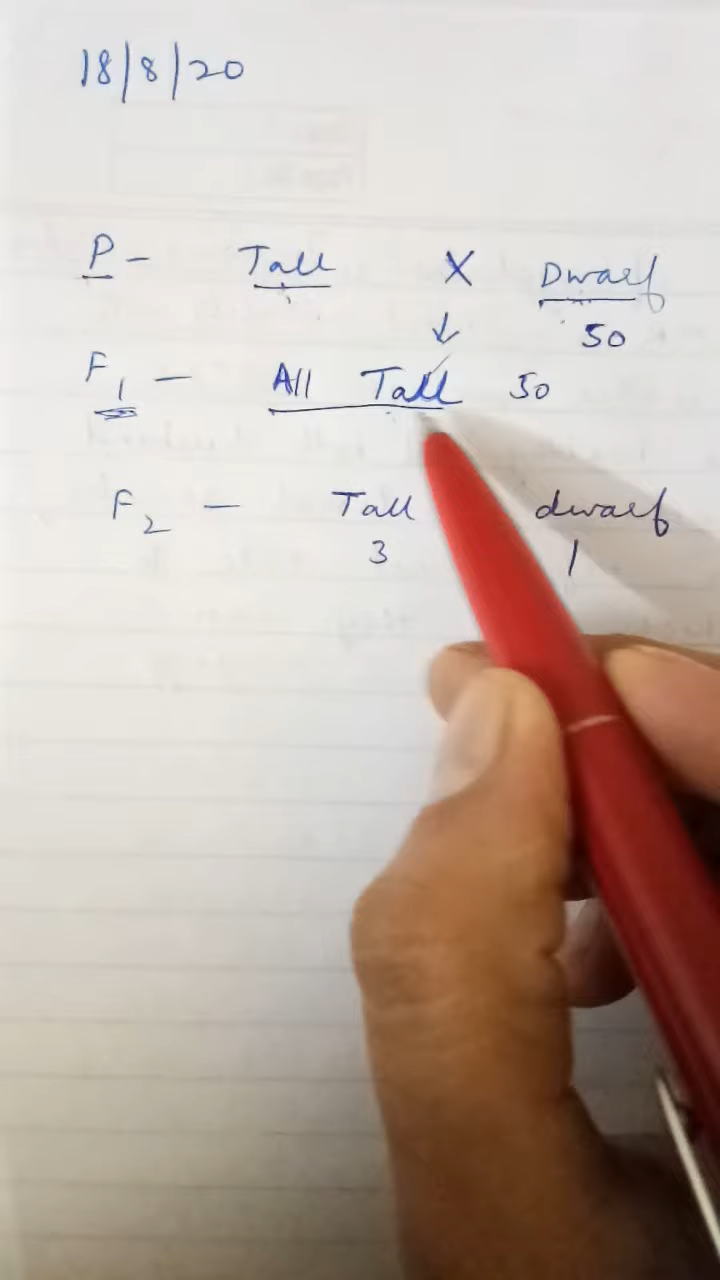 18/8/20
P - Tall X Dwarf
↓ 50
F1 - All Tall 50
F2 - Tall dwarf
3 1